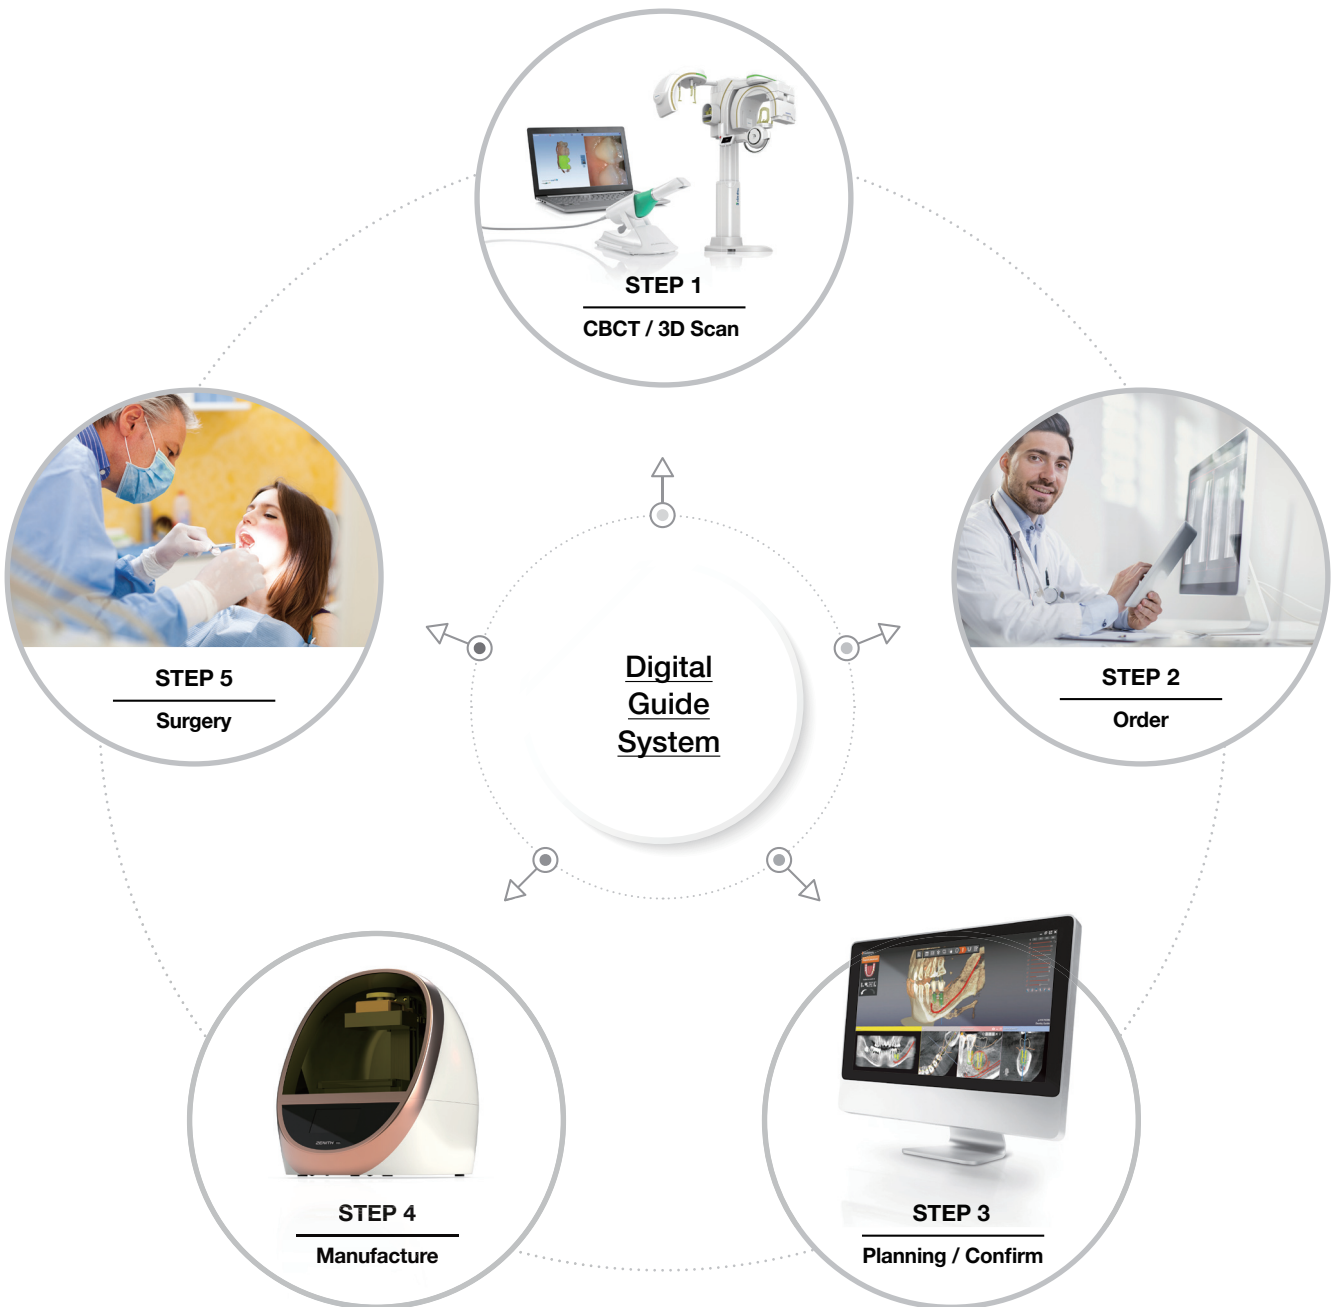 STEP 1
CBCT / 3D Scan
STEP 2
Order
STEP 3
Planning / Confirm
STEP 4
Manufacture
STEP 5
Surgery
Digital
Guide
System
ZENITH